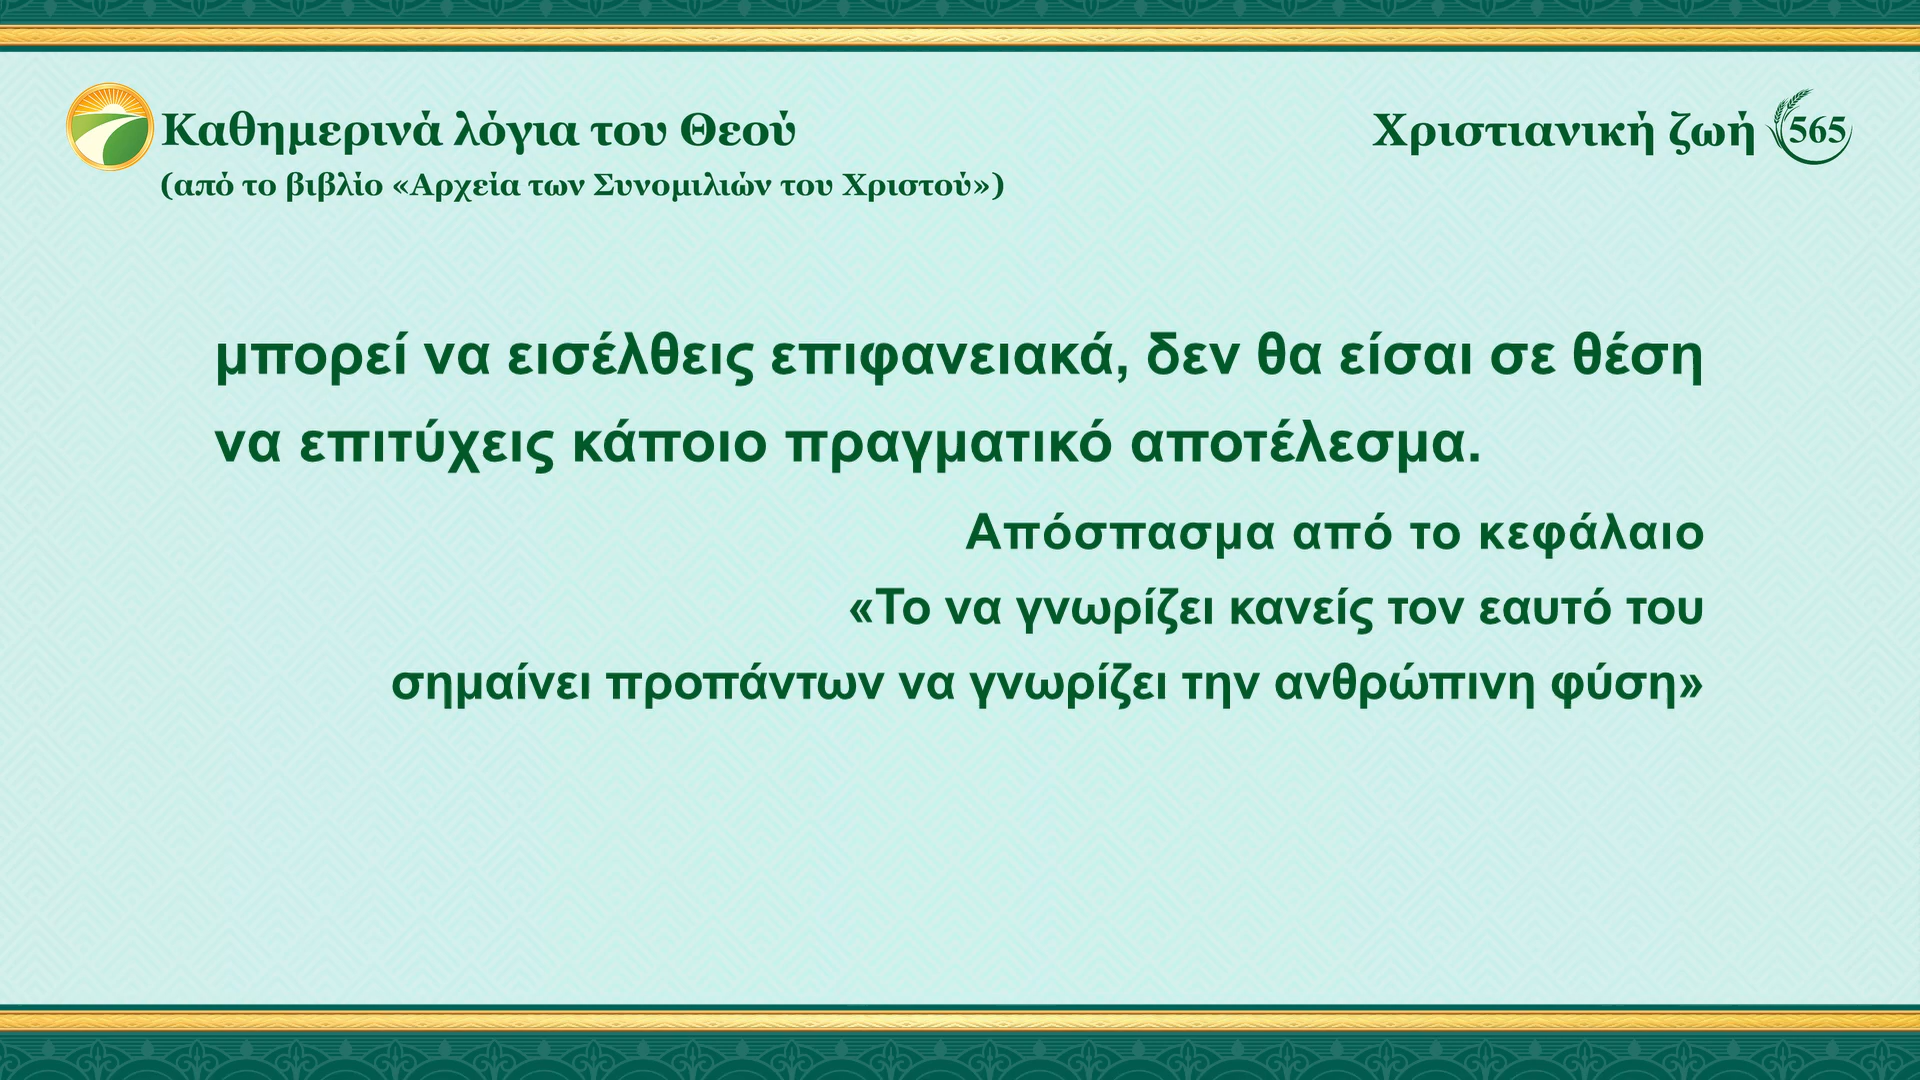 Καθημερινά λόγια του Θεού
(από το βιβλίο «Αρχεία των Συνομιλιών του Χριστού»)
Χριστιανική ζωή 565
μπορεί να εισέλθεις επιφανειακά, δεν θα είσαι σε θέση
να επιτύχεις κάποιο πραγματικό αποτέλεσμα.
Απόσπασμα από το κεφάλαιο
«Το να γνωρίζει κανείς τον εαυτό του
σημαίνει προπάντων να γνωρίζει την ανθρώπινη φύση»